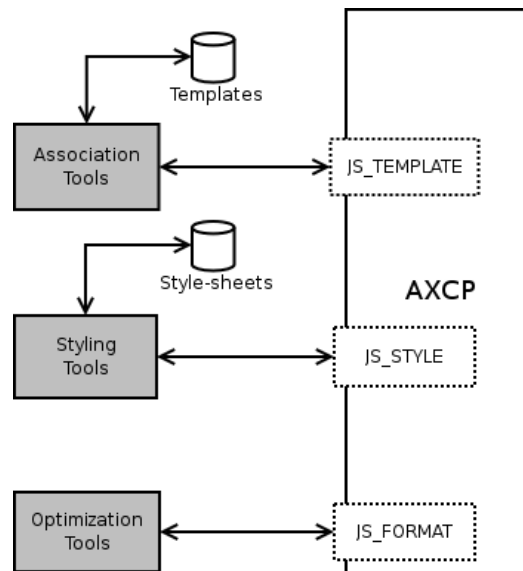 Templates
Association
Tools
JS_TEMPLATE
Style-sheets
AXCP
Styling
Tools
JS_STYLE
Optimization
Tools
JS_FORMAT